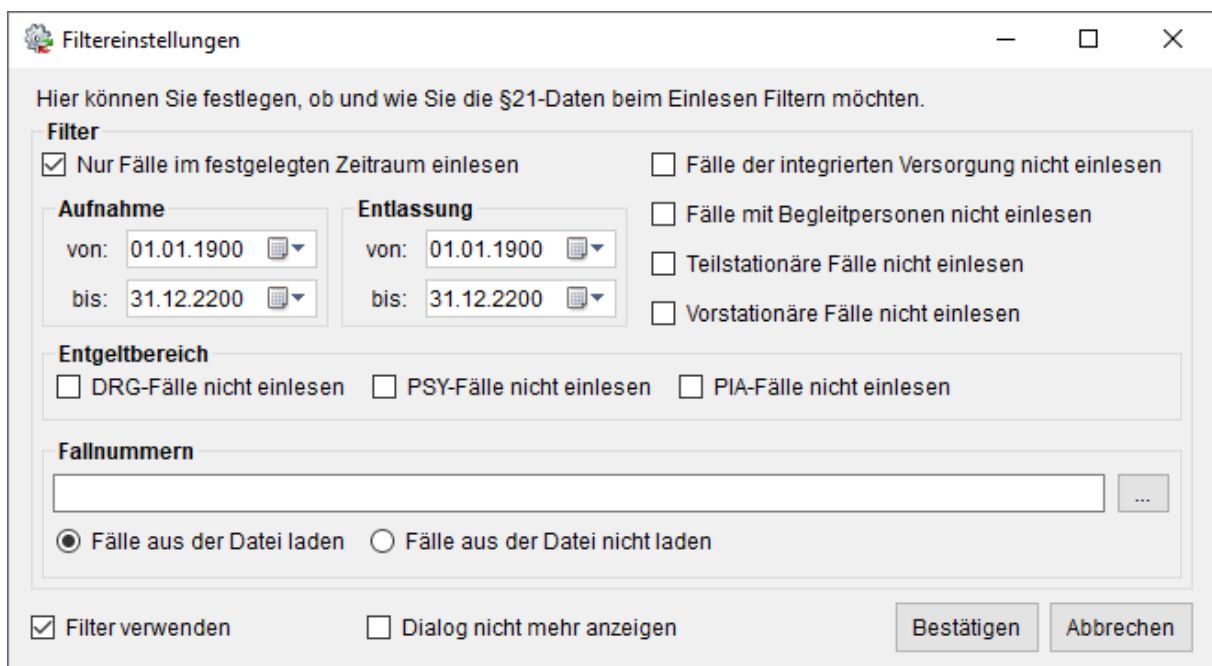 Filtereinstellungen
Hier können Sie festlegen, ob und wie Sie die §21-Daten beim Einlesen Filtern möchten.
Filter
Nur Fälle im festgelegten Zeitraum einlesen
Fälle der integrierten Versorgung nicht einlesen
Aufnahme
Entlassung
Fälle mit Begleitpersonen nicht einlesen
von: 01.01.1900
von: 01.01.1900
Teilstationäre Fälle nicht einlesen
bis: 31.12.2200
bis: 31.12.2200
Vorstationäre Fälle nicht einlesen
Entgeltbereich
DRG-Fälle nicht einlesen
PSY-Fälle nicht einlesen
PIA-Fälle nicht einlesen
Fallnummern
...
Fälle aus der Datei laden
Fälle aus der Datei nicht laden
Filter verwenden
Dialog nicht mehr anzeigen
Bestätigen
Abbrechen